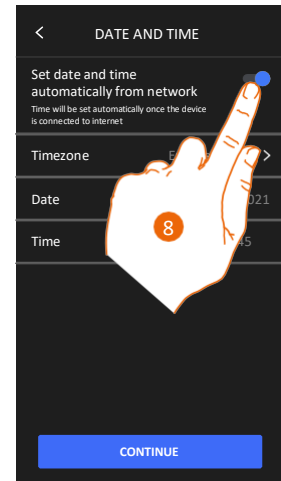 DATE AND TIME
Set date and time
automatically from network
Time will be set automatically once the device
is connected to internet
Timezone
Date
Time
8
CONTINUE